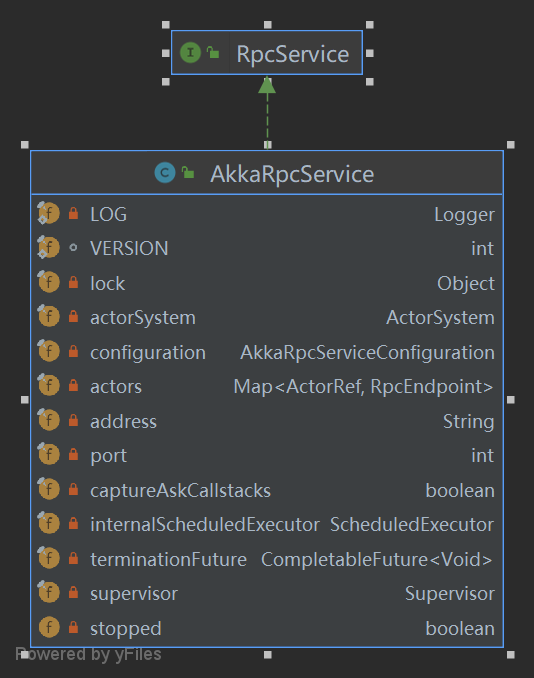 I RpcService
C AkkaRpcService
f LOG Logger
f VERSION int
f lock Object
f actorSystem ActorSystem
f configuration AkkaRpcServiceConfiguration
f actors Map<ActorRef, RpcEndpoint>
f address String
f port int
f captureAskCallstacks boolean
f internalScheduledExecutor ScheduledExecutor
f terminationFuture CompletableFuture<Void>
f supervisor Supervisor
f stopped boolean
Powered by yFiles